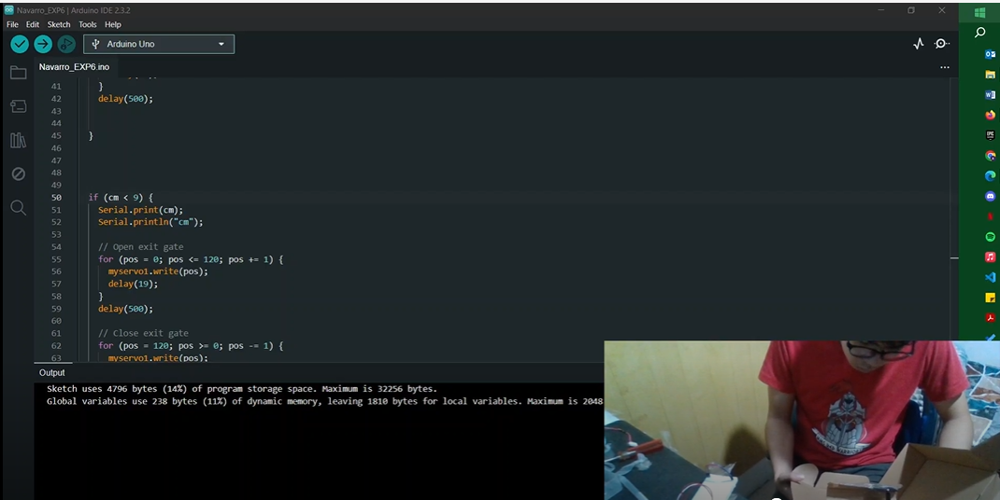 Navarro_EXP6 | Arduino IDE 2.3.2
File Edit Sketch Tools Help
Arduino Uno
Navarro_EXP6.ino
41 }
42 delay(500);
43
44
45 }
46
47
48
49
50 if (cm < 9) {
51 Serial.print(cm);
52 Serial.println("cm");
53
54 // Open exit gate
55 for (pos = 0; pos <= 120; pos += 1) {
56 myservo1.write(pos);
57 delay(19);
58 }
59 delay(500);
60
61 // Close exit gate
62 for (pos = 120; pos >= 0; pos -= 1) {
63 myservo1.write(pos);
Output
Sketch uses 4796 bytes (14%) of program storage space. Maximum is 32256 bytes.
Global variables use 238 bytes (11%) of dynamic memory, leaving 1810 bytes for local variables. Maximum is 2048